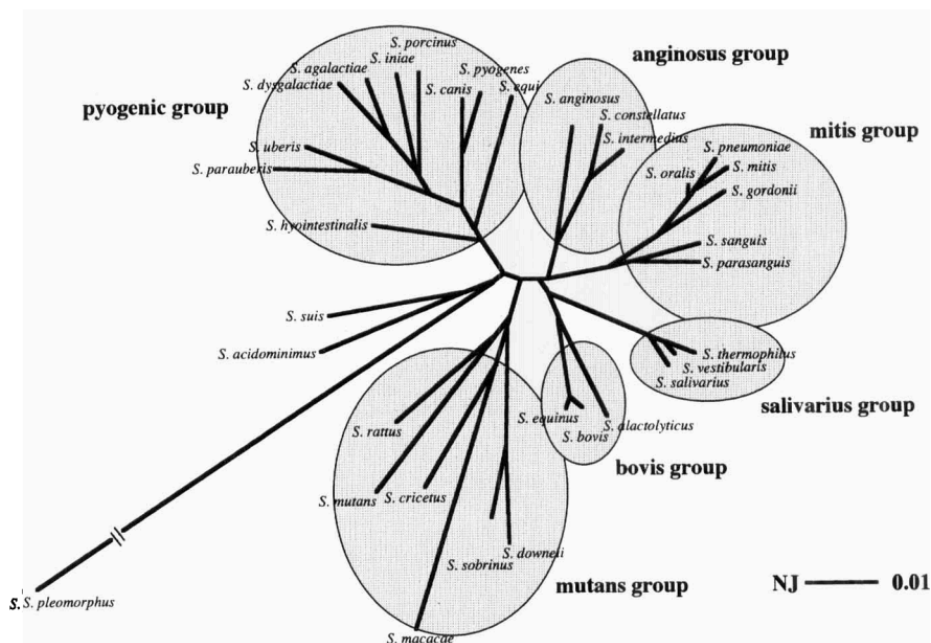 S. porcinus
anginosus group
S. iniae
S. agalactiae
S. pyogenes
S. dysgalactiae
S. canis
S. equi
S. anginosus
pyogenic group
S. constellatus
mitis group
S. intermedius
S. uberis
S. pneumoniae
S. parauberis
S. oralis
S. mitis
S. gordonii
S. hyointestinalis
S. sanguis
S. parasanguis
S. suis
S. acidominimus
S. thermophilus
S. vestibularis
S. salivarius
salivarius group
S. equinus
S. alactolyticus
S. rattus
S. bovis
bovis group
S. mutans
S. cricetus
S. downeii
S. sobrinus
mutans group
NJ 0.01
S. S. pleomorphus
S. macacae